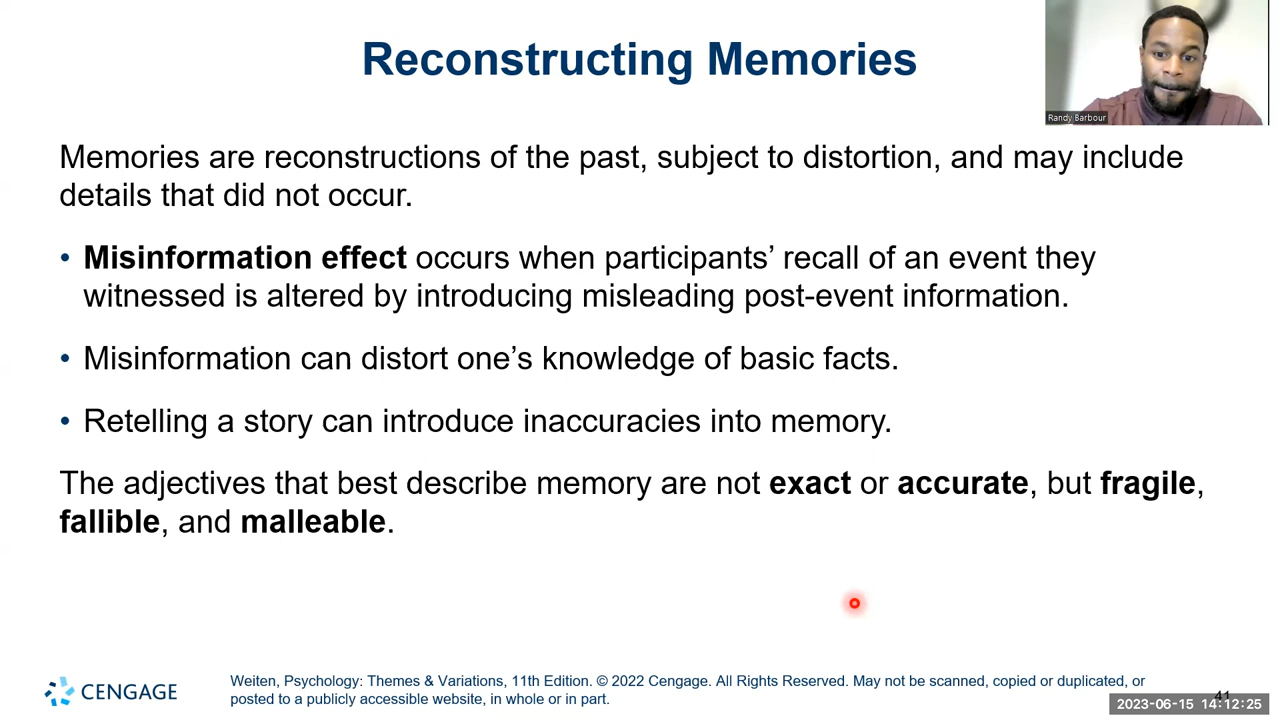 Reconstructing Memories
Randy Barbour
Memories are reconstructions of the past, subject to distortion, and may include
details that did not occur.
• Misinformation effect occurs when participants’ recall of an event they
witnessed is altered by introducing misleading post-event information.
• Misinformation can distort one’s knowledge of basic facts.
• Retelling a story can introduce inaccuracies into memory.
The adjectives that best describe memory are not exact or accurate, but fragile,
fallible, and malleable.
CENGAGE
Weiten, Psychology: Themes & Variations, 11th Edition. © 2022 Cengage. All Rights Reserved. May not be scanned, copied or duplicated, or
posted to a publicly accessible website, in whole or in part.
41
2023-06-15 14:12:25